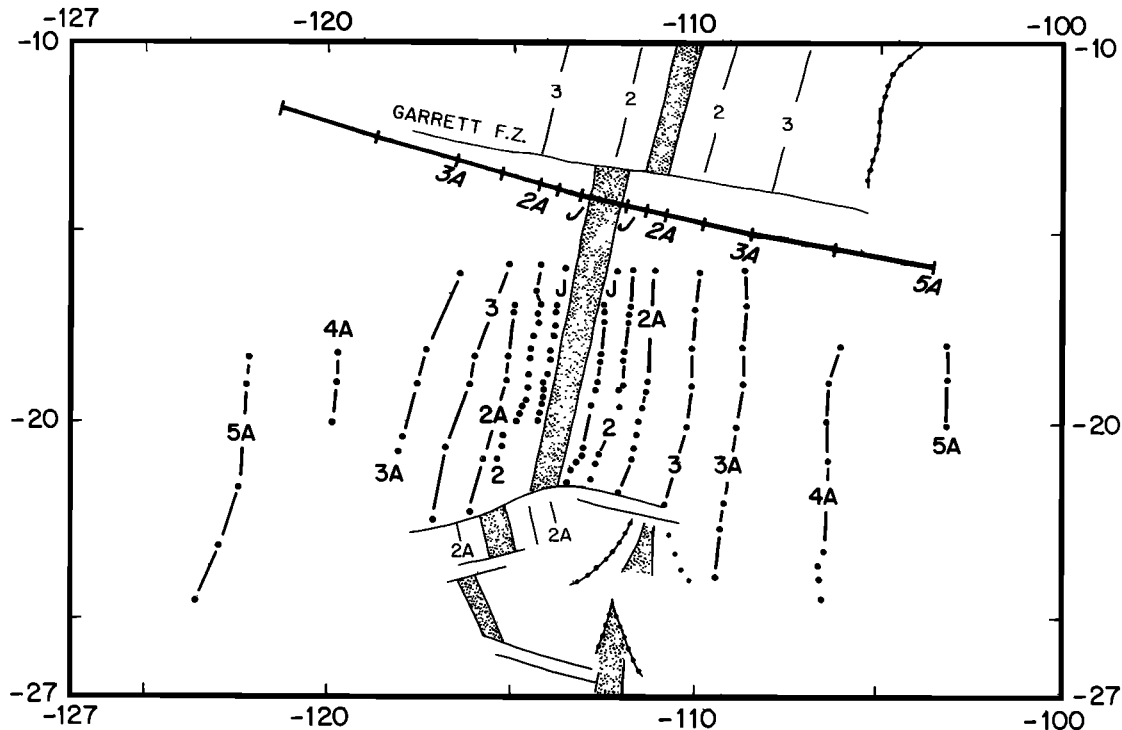 -127 -120 -110 -100
-10 -10
3 2 2 3
GARRETT F.Z.
3A 2A J J 2A 3A 5A
3 J J 2A
4A
-20 5A 2A 2 -20
3A 2 3 3A 5A
4A
2A 2A
-27 -27
-127 -120 -110 -100